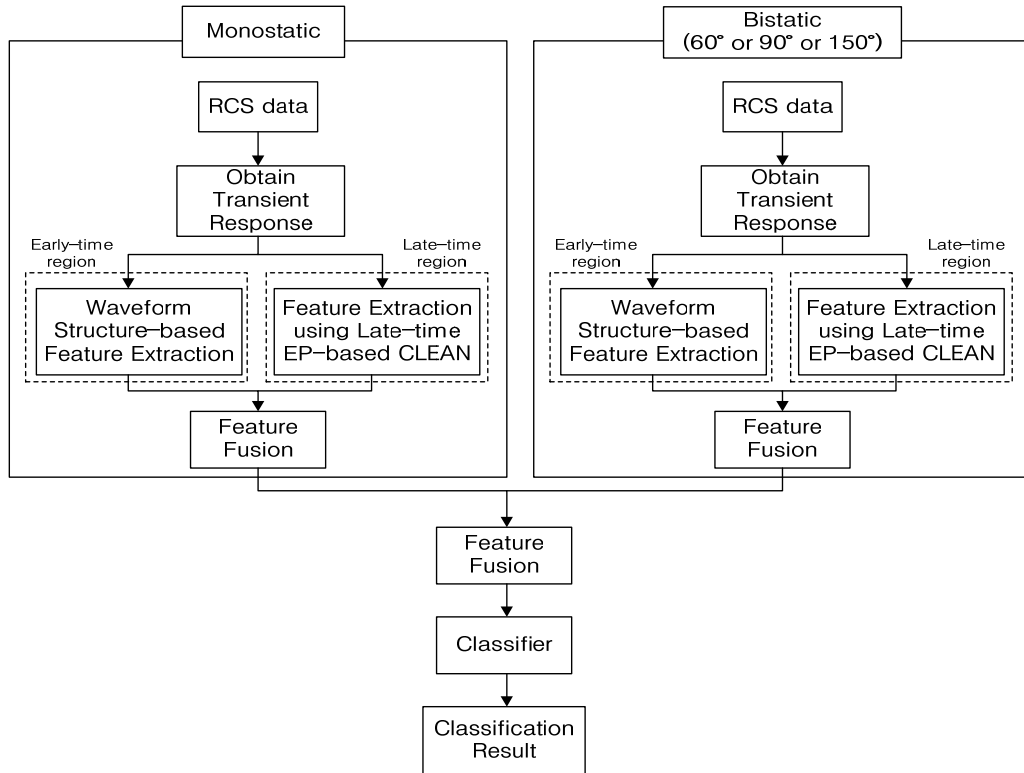 Monostatic
RCS data
Obtain
Transient
Response
Early-time
region
Late-time
region
Waveform
Structure-based
Feature Extraction
Feature Extraction
using Late-time
EP-based CLEAN
Feature
Fusion
Bistatic
(60° or 90° or 150°)
RCS data
Obtain
Transient
Response
Early-time
region
Late-time
region
Waveform
Structure-based
Feature Extraction
Feature Extraction
using Late-time
EP-based CLEAN
Feature
Fusion
Feature
Fusion
Classifier
Classification
Result